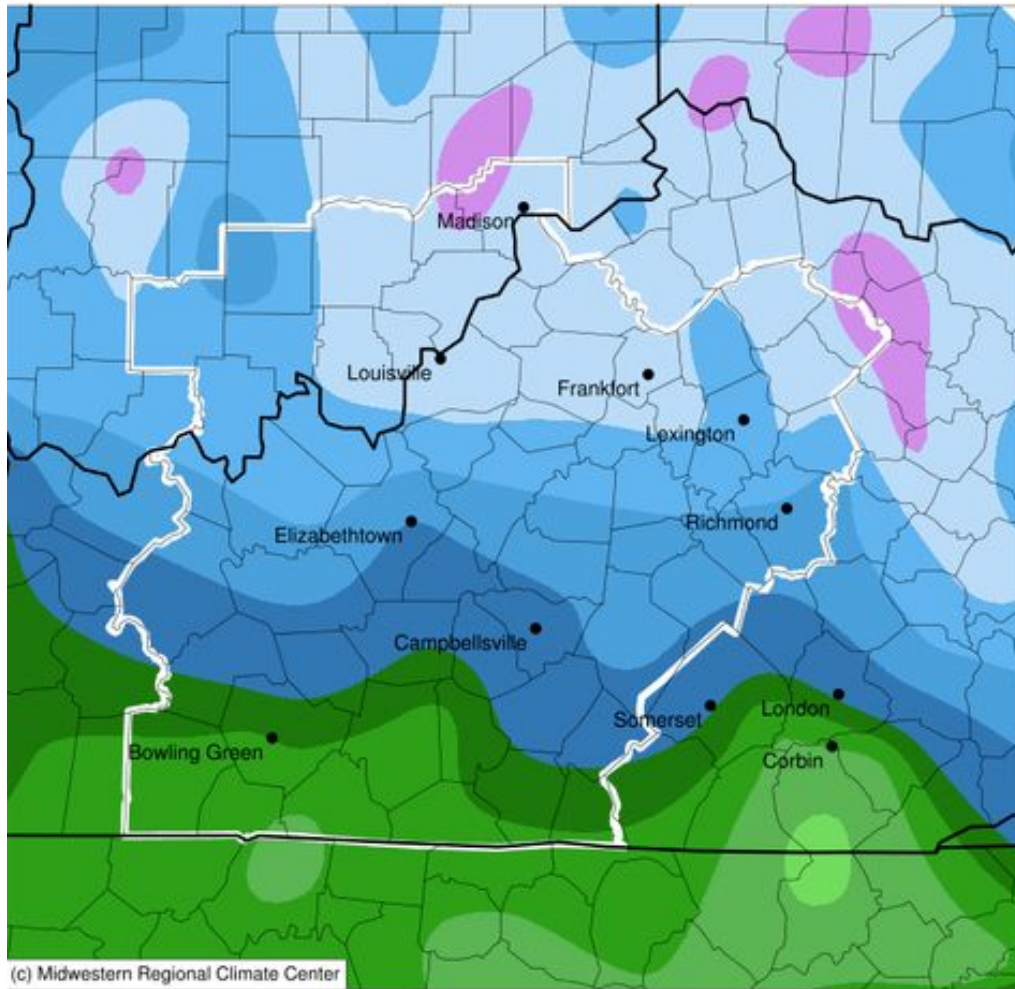 Madison
Louisville
Frankfort
Lexington
Elizabethtown
Richmond
Campbellsville
Somerset
London
Bowling Green
Corbin
(c) Midwestern Regional Climate Center